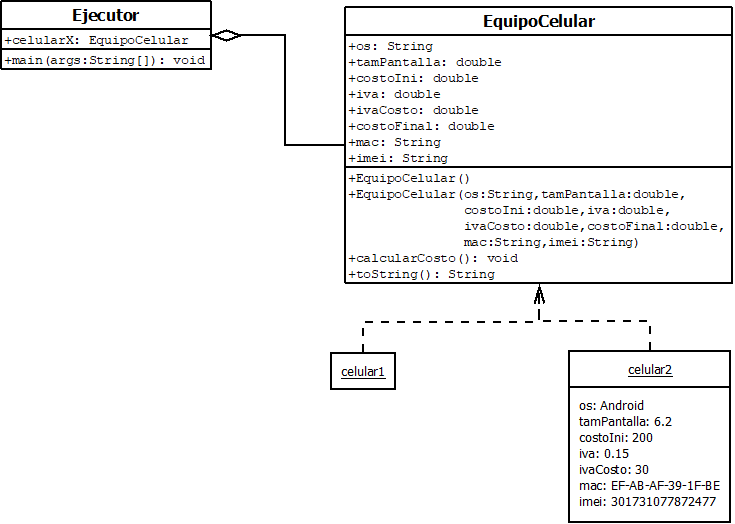 Ejecutor
+celularX: EquipoCelular
+main(args:String[]): void
EquipoCelular
+os: String
+tamPantalla: double
+costoIni: double
+iva: double
+ivaCosto: double
+costoFinal: double
+mac: String
+imei: String
+EquipoCelular()
+EquipoCelular(os:String,tamPantalla:double,
costoIni:double,iva:double,
ivaCosto:double,costoFinal:double,
mac:String,imei:String)
+calcularCosto(): void
+toString(): String
celular1
celular2
os: Android
tamPantalla: 6.2
costoIni: 200
iva: 0.15
ivaCosto: 30
mac: EF-AB-AF-39-1F-BE
imei: 301731077872477